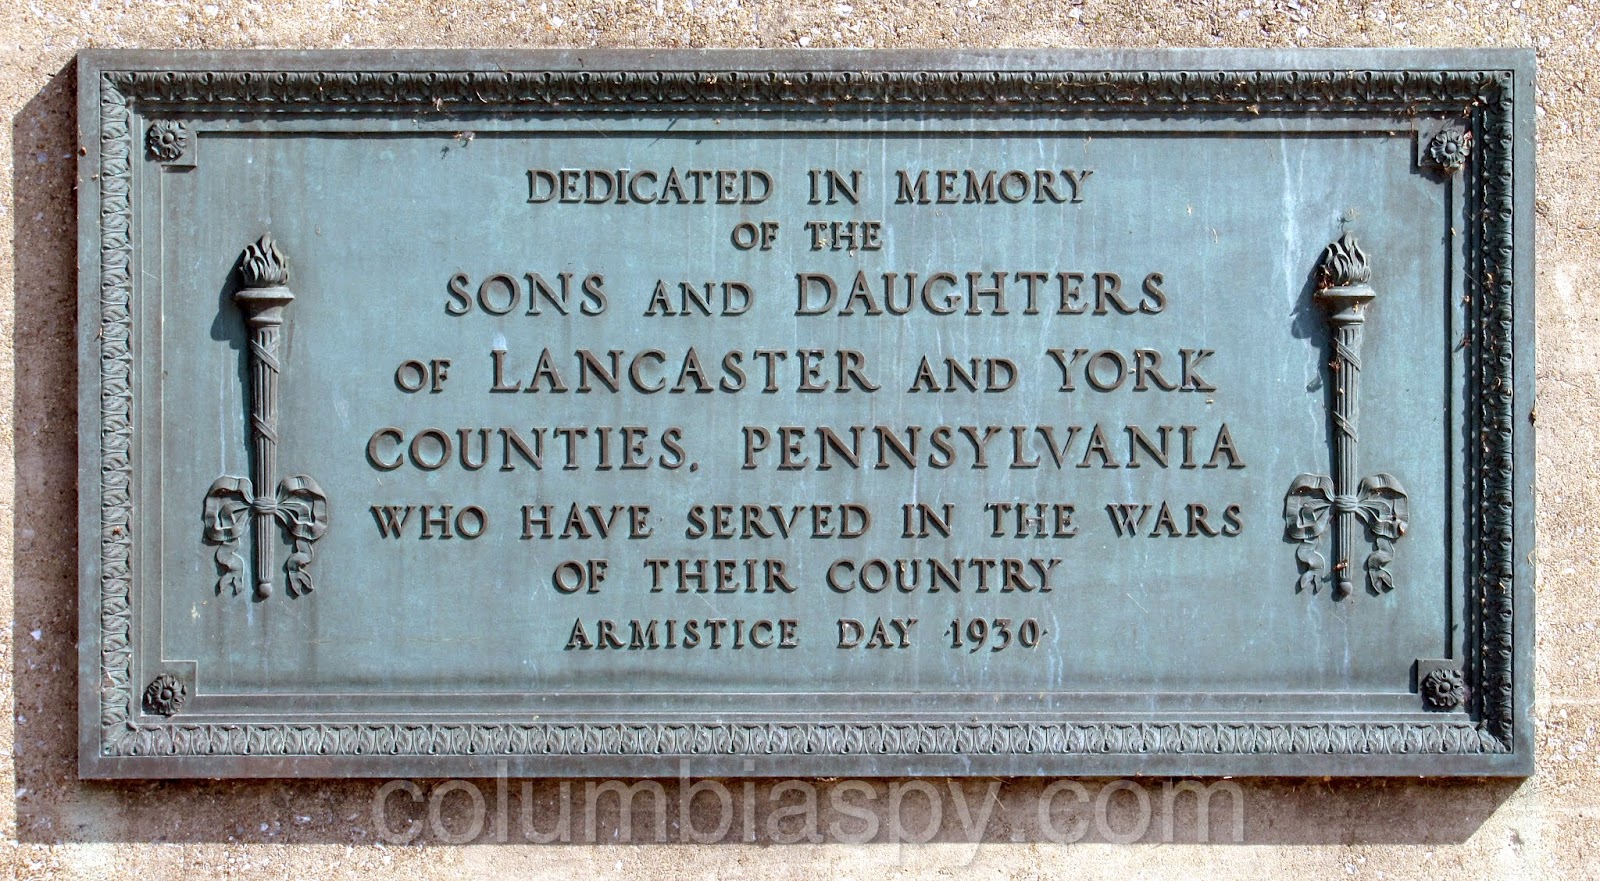 DEDICATED IN MEMORY
OF THE
SONS AND DAUGHTERS
OF LANCASTER AND YORK
COUNTIES, PENNSYLVANIA
WHO HAVE SERVED IN THE WARS
OF THEIR COUNTRY
ARMISTICE DAY ·1930·
columbiaspy.com